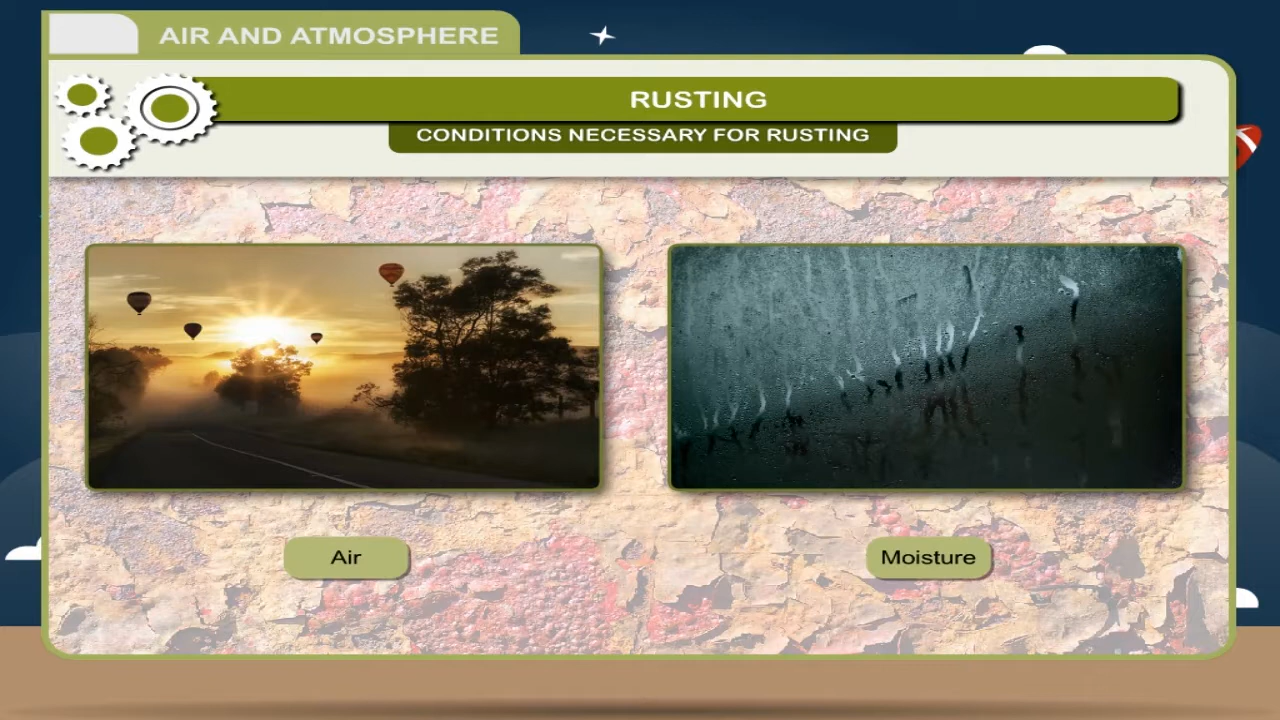 AIR AND ATMOSPHERE
RUSTING
CONDITIONS NECESSARY FOR RUSTING
Air
Moisture